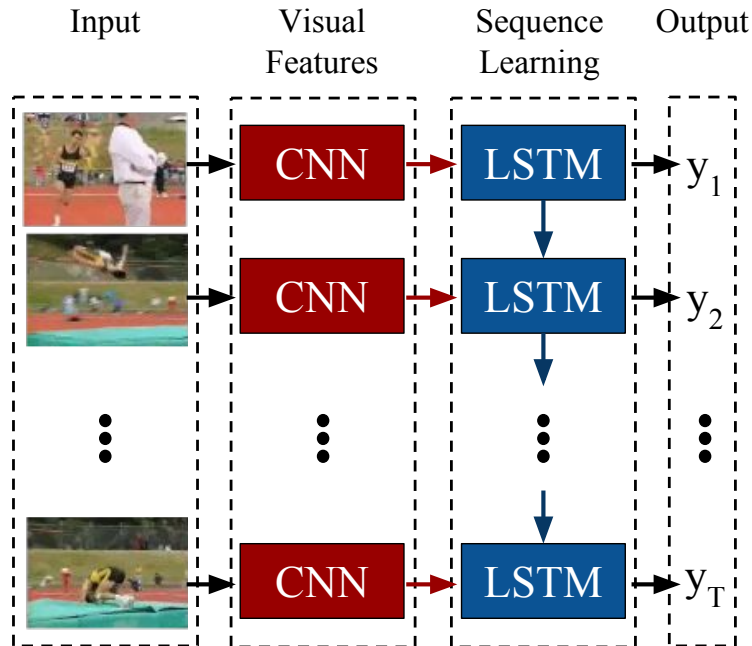 Input
Visual
Features
Sequence
Learning
Output
CNN
LSTM
y1
CNN
LSTM
y2
CNN
LSTM
yT